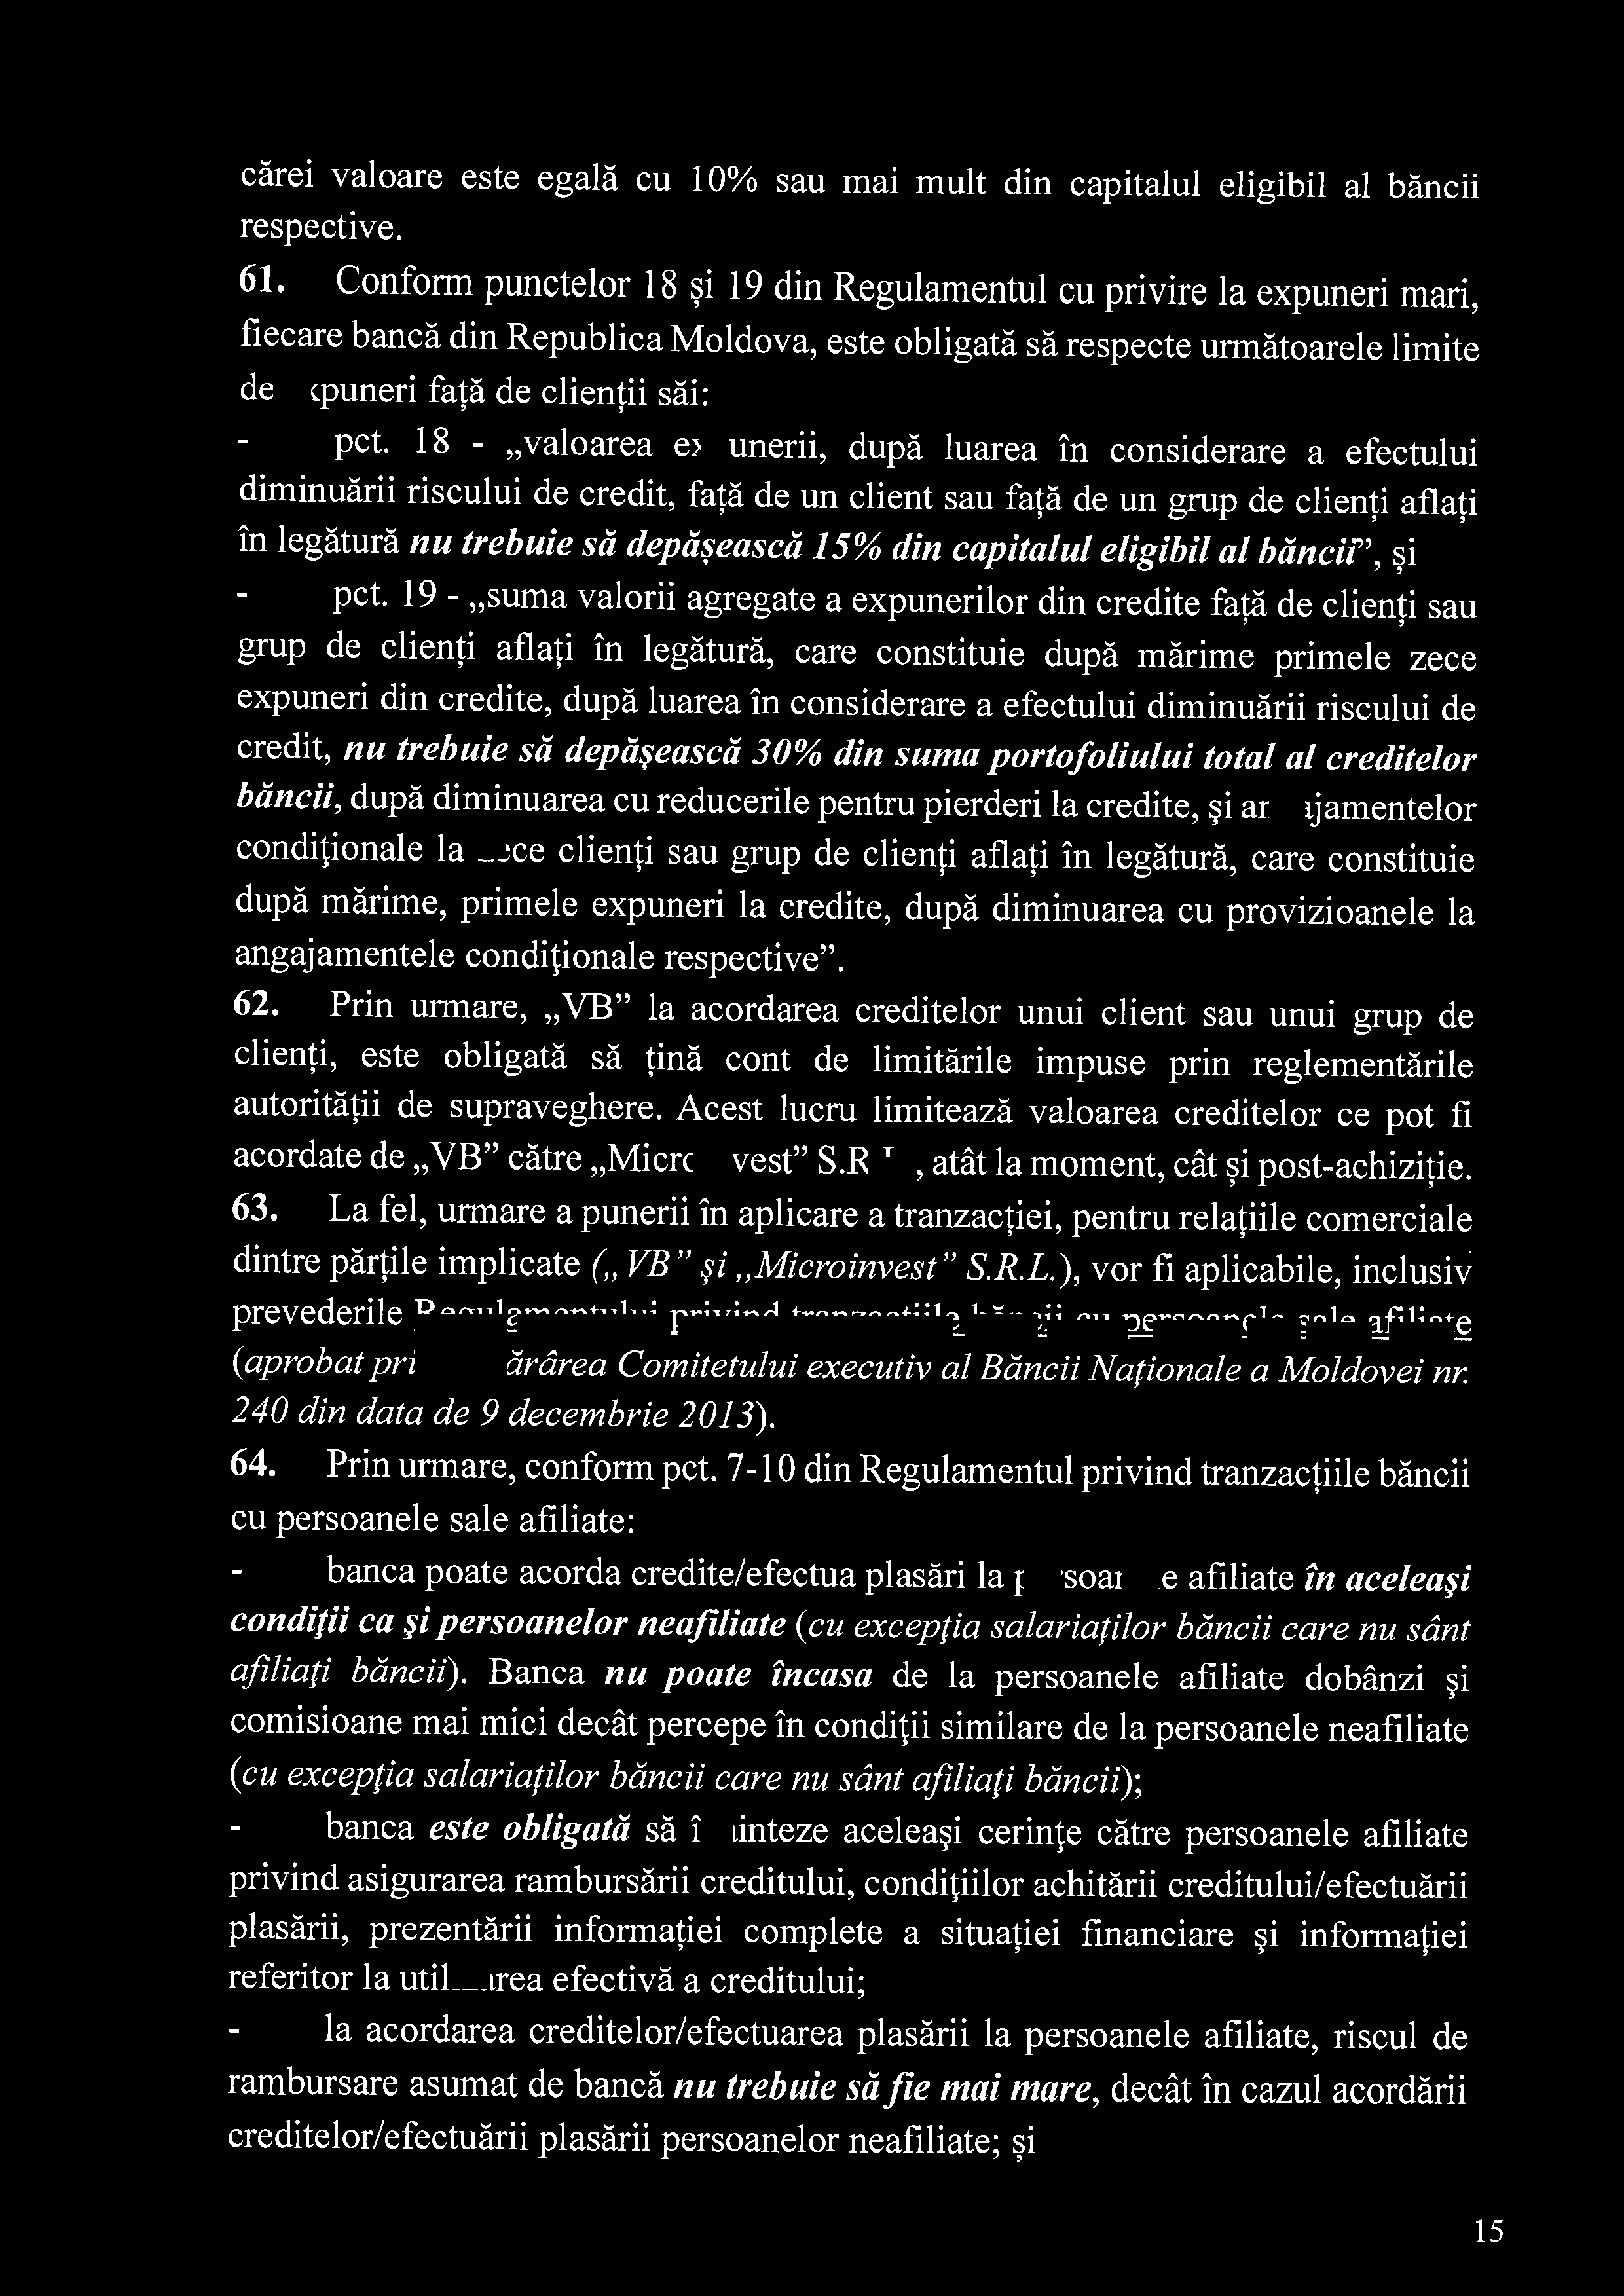 cărei valoare este egală cu 10% sau mai mult din capitalul eligibil al băncii
respective.
61. Conform punctelor 18 și 19 din Regulamentul cu privire la expuneri mari,
fiecare bancă din Republica Moldova, este obligată să respecte următoarele limite
de față de clienții săi:
- pct. 18 - „valoarea după luarea în considerare a efectului
diminuării riscului de credit, față de un client sau față de un grup de clienți aflați
în legătură nu trebuie să depășească 15% din capitalul eligibil al băncii”, și
- pct. 19 - „suma valorii agregate a expunerilor din credite față de clienți sau
grup de clienți aflați în legătură, care constituie după mărime primele zece
expuneri din credite, după luarea în considerare a efectului diminuării riscului de
credit, nu trebuie să depășească 30% din suma portofoliului total al creditelor
băncii, după diminuarea cu reducerile pentru pierderi la credite, şi
condiţionale la clienți sau grup de clienți aflați în legătură, care constituie
după mărime, primele expuneri la credite, după diminuarea cu provizioanele la
angajamentele condiţionale respective”.
62. Prin urmare, „VB” la acordarea creditelor unui client sau unui grup de
clienți, este obligată să țină cont de limitările impuse prin reglementările
autorității de supraveghere. Acest lucru limitează valoarea creditelor ce pot fi
acordate de „VB” către atât la moment, cât și post-achiziție.
63. La fel, urmare a punerii în aplicare a tranzacției, pentru relațiile comerciale
dintre părțile implicate („VB” şi „Microinvest” S.R.L.), vor fi aplicabile, inclusiv
prevederile
(aprobat Comitetului executiv al Băncii Naționale a Moldovei nr.
240 din data de 9 decembrie 2013).
64. Prin urmare, conform pct. 7-10 din Regulamentul privind tranzacțiile băncii
cu persoanele sale afiliate:
- banca poate acorda credite/efectua plasări la afiliate în aceleaşi
condiţii ca şi persoanelor neafiliate (cu excepţia salariaților băncii care nu sânt
afiliaţi băncii). Banca nu poate încasa de la persoanele afiliate dobânzi şi
comisioane mai mici decât percepe în condiţii similare de la persoanele neafiliate
(cu excepţia salariaților băncii care nu sânt afiliaţi băncii);
- banca este obligată să aceleaşi cerinţe către persoanele afiliate
privind asigurarea rambursării creditului, condiţiilor achitării creditului/efectuării
plasării, prezentării informației complete a situației financiare şi informației
referitor la efectivă a creditului;
- la acordarea creditelor/efectuarea plasării la persoanele afiliate, riscul de
rambursare asumat de bancă nu trebuie să fie mai mare, decât în cazul acordării
creditelor/efectuării plasării persoanelor neafiliate; și
15